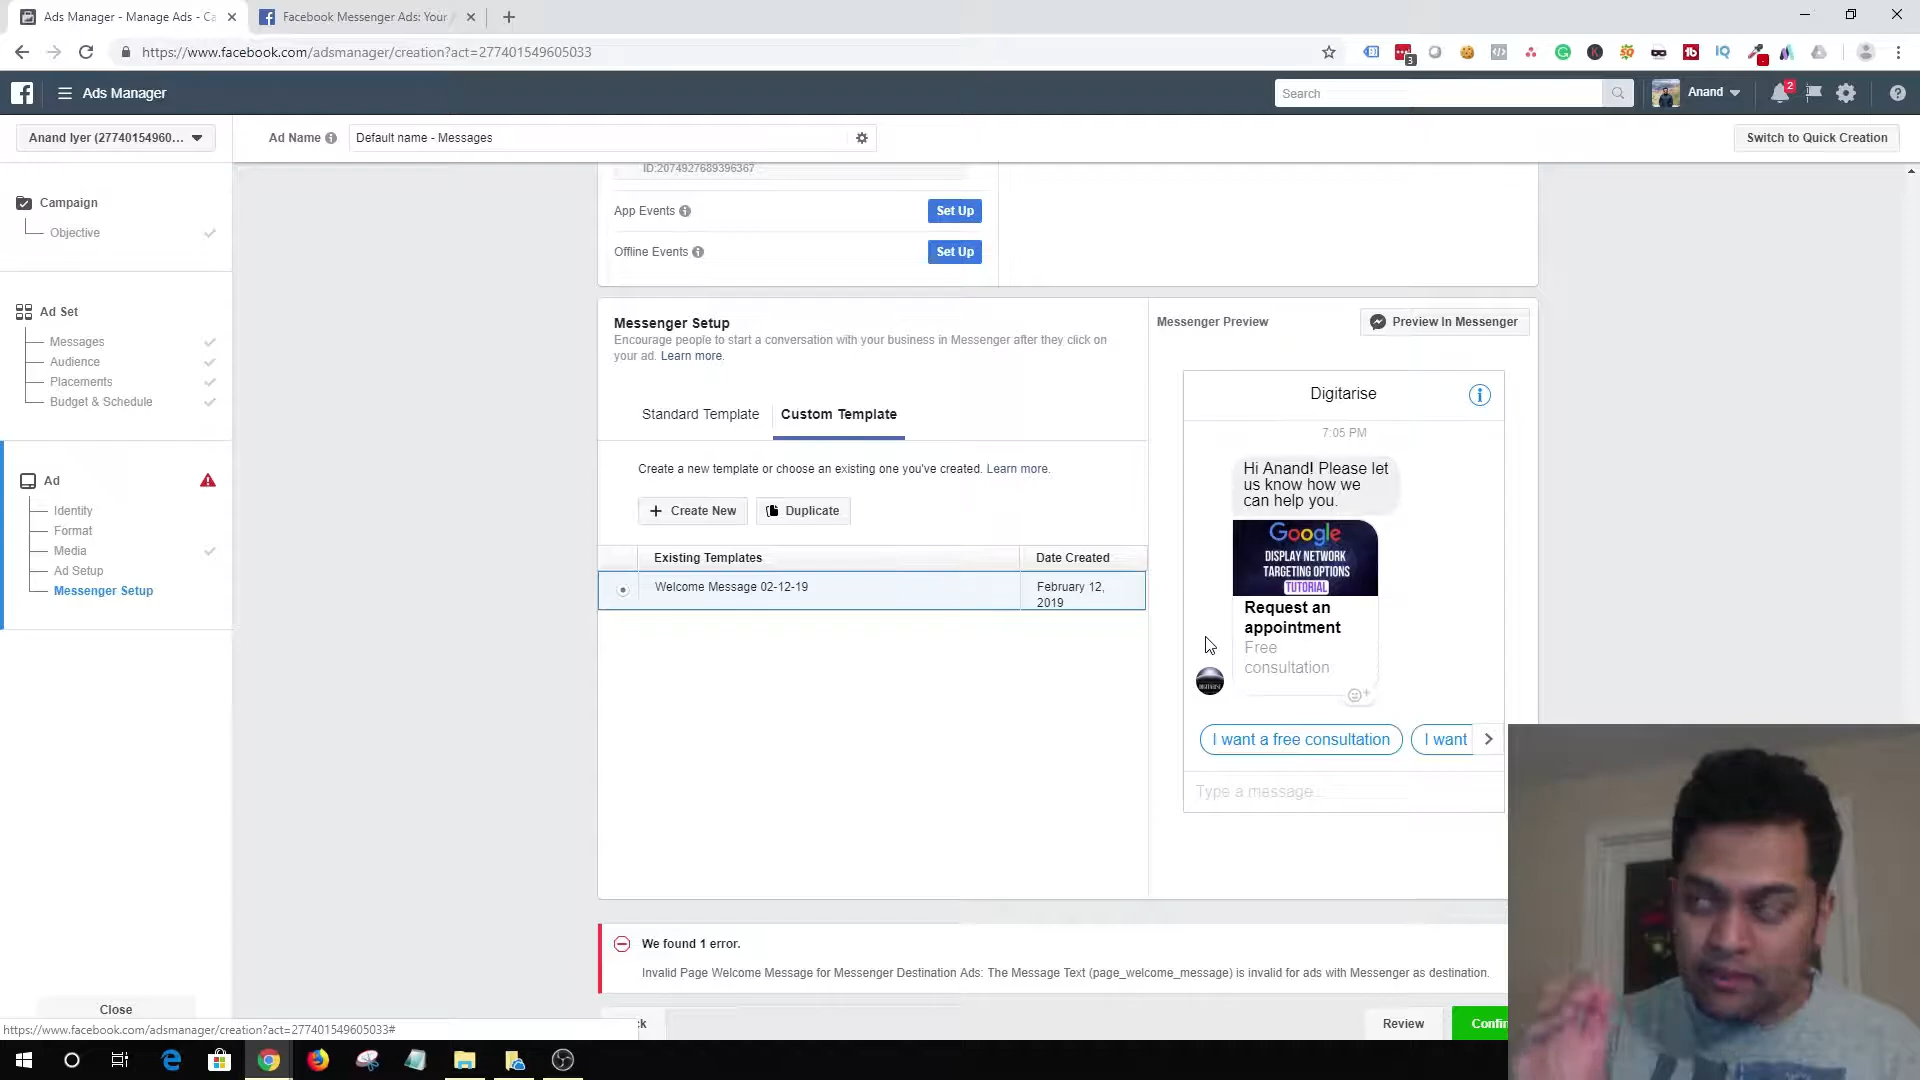 Ads Manager - Manage Ads - Ca
Facebook Messenger Ads: Your
https://www.facebook.com/adsmanager/creation?act=277401549605033
3
Ads Manager
Search
Anand
2
Anand Iyer (27740154960...
Ad Name
Default name - Messages
Switch to Quick Creation
ID:2074927689396367
Campaign
Objective
App Events
Set Up
Offline Events
Set Up
Ad Set
Messages
Audience
Placements
Budget & Schedule
Ad
Identity
Format
Media
Ad Setup
Messenger Setup
Messenger Setup
Encourage people to start a conversation with your business in Messenger after they click on
your ad. Learn more.
Standard Template
Custom Template
Create a new template or choose an existing one you've created. Learn more.
+ Create New
Duplicate
Existing Templates
Date Created
Welcome Message 02-12-19
February 12,
2019
Messenger Preview
Preview In Messenger
Digitarise
7:05 PM
Hi Anand! Please let
us know how we
can help you.
Google
DISPLAY NETWORK
TARGETING OPTIONS
TUTORIAL
Request an
appointment
Free
consultation
I want a free consultation
I want
Type a message...
We found 1 error.
Invalid Page Welcome Message for Messenger Destination Ads: The Message Text (page_welcome_message) is invalid for ads with Messenger as destination.
Close
ck
Review
Confir
https://www.facebook.com/adsmanager/creation?act=277401549605033#